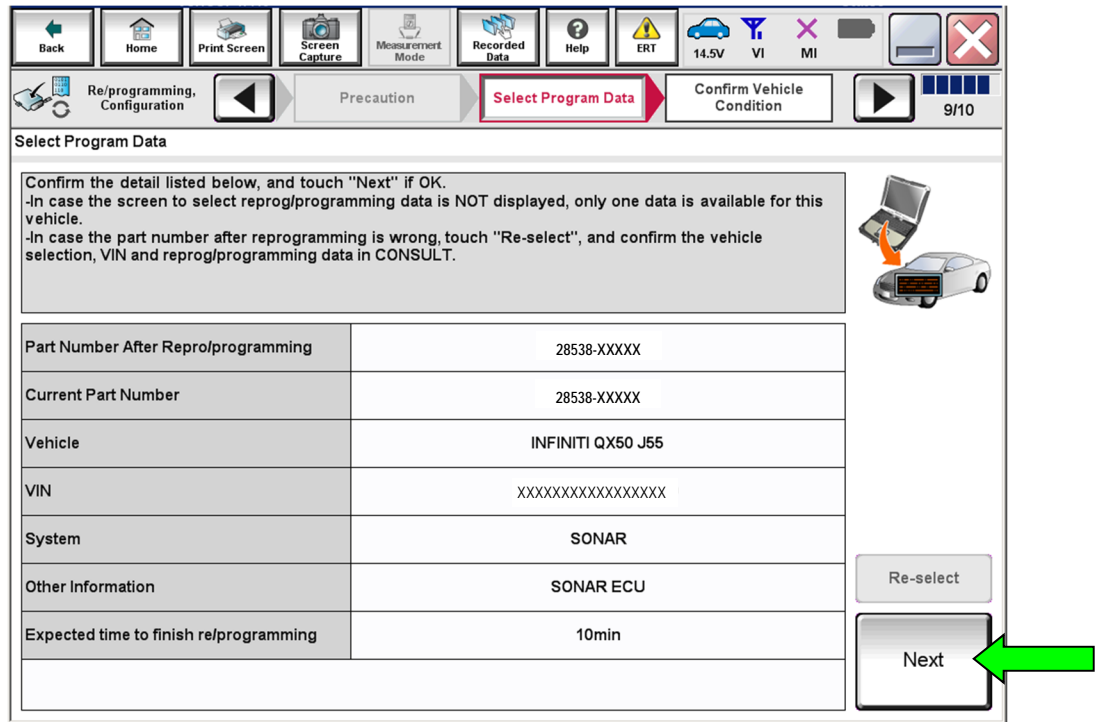 Back
Home
Print Screen
Screen
Capture
Measurement
Mode
Recorded
Data
Help
ERT
14.5V
VI
MI
Re/programming,
Configuration
Precaution
Select Program Data
Confirm Vehicle
Condition
9/10
Select Program Data
Confirm the detail listed below, and touch "Next" if OK.
-In case the screen to select reprog/programming data is NOT displayed, only one data is available for this
vehicle.
-In case the part number after reprogramming is wrong, touch "Re-select", and confirm the vehicle
selection, VIN and reprog/programming data in CONSULT.
Part Number After Repro/programming
28538-XXXXX
Current Part Number
28538-XXXXX
Vehicle
INFINITI QX50 J55
VIN
XXXXXXXXXXXXXXXXX
System
SONAR
Other Information
SONAR ECU
Expected time to finish re/programming
10min
Re-select
Next